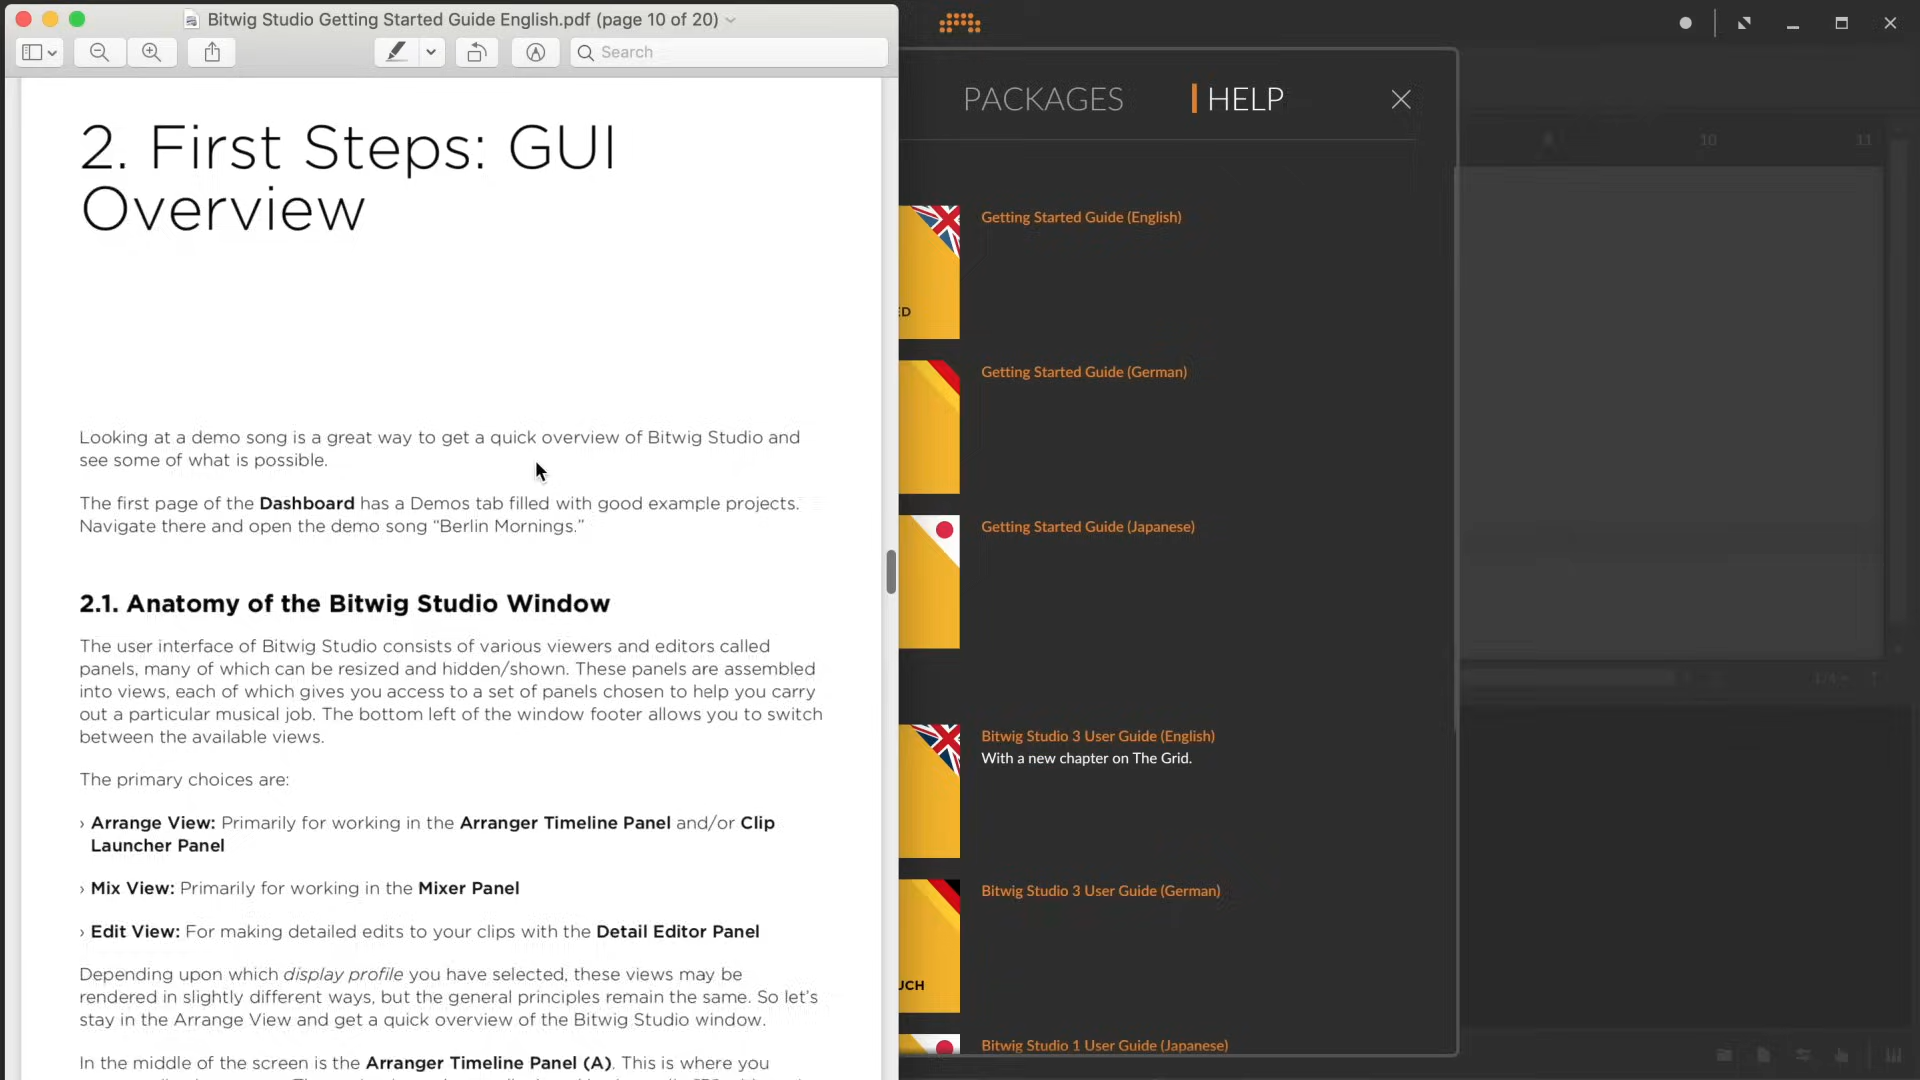 Bitwig Studio Getting Started Guide English.pdf (page 10 of 20)
Search
2. First Steps: GUI
Overview
Looking at a demo song is a great way to get a quick overview of Bitwig Studio and
see some of what is possible.
The first page of the Dashboard has a Demos tab filled with good example projects.
Navigate there and open the demo song “Berlin Mornings.”
2.1. Anatomy of the Bitwig Studio Window
The user interface of Bitwig Studio consists of various viewers and editors called
panels, many of which can be resized and hidden/shown. These panels are assembled
into views, each of which gives you access to a set of panels chosen to help you carry
out a particular musical job. The bottom left of the window footer allows you to switch
between the available views.
The primary choices are:
› Arrange View: Primarily for working in the Arranger Timeline Panel and/or Clip
Launcher Panel
› Mix View: Primarily for working in the Mixer Panel
› Edit View: For making detailed edits to your clips with the Detail Editor Panel
Depending upon which display profile you have selected, these views may be
rendered in slightly different ways, but the general principles remain the same. So let’s
stay in the Arrange View and get a quick overview of the Bitwig Studio window.
In the middle of the screen is the Arranger Timeline Panel (A). This is where you
PACKAGES
HELP
Getting Started Guide (English)
ED
Getting Started Guide (German)
Getting Started Guide (Japanese)
Bitwig Studio 3 User Guide (English)
With a new chapter on The Grid.
Bitwig Studio 3 User Guide (German)
UCH
Bitwig Studio 1 User Guide (Japanese)
10
11
1/4